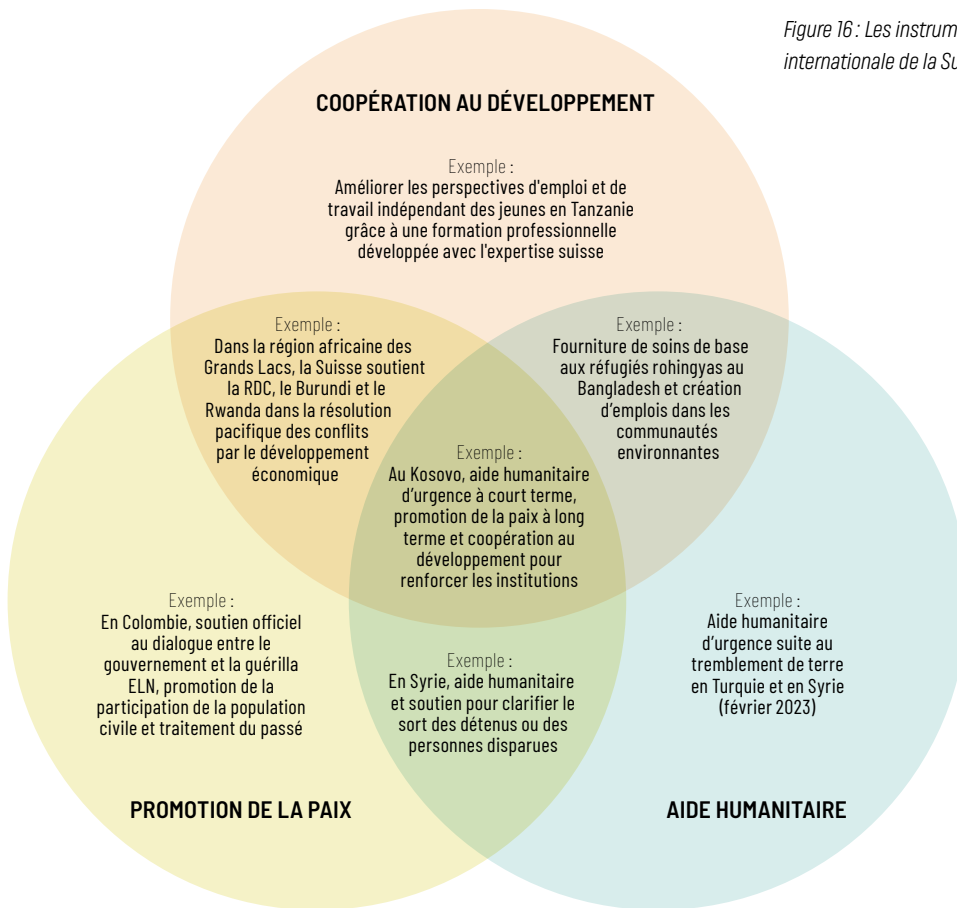 Figure 16 : Les instrum
internationale de la Su
COOPÉRATION AU DÉVELOPPEMENT
Exemple :
Améliorer les perspectives d'emploi et de
travail indépendant des jeunes en Tanzanie
grâce à une formation professionnelle
développée avec l'expertise suisse
Exemple :
Dans la région africaine des
Grands Lacs, la Suisse soutient
la RDC, le Burundi et le
Rwanda dans la résolution
pacifique des conflits
par le développement
économique
Exemple :
Fourniture de soins de base
aux réfugiés rohingyas au
Bangladesh et création
d’emplois dans les
communautés
environnantes
Exemple :
Au Kosovo, aide humanitaire
d’urgence à court terme,
promotion de la paix à long
terme et coopération au
développement pour
renforcer les institutions
Exemple :
En Colombie, soutien officiel
au dialogue entre le
gouvernement et la guérilla
ELN, promotion de la
participation de la population
civile et traitement du passé
Exemple :
En Syrie, aide humanitaire
et soutien pour clarifier le
sort des détenus ou des
personnes disparues
Exemple :
Aide humanitaire
d’urgence suite au
tremblement de terre
en Turquie et en Syrie
(février 2023)
PROMOTION DE LA PAIX
AIDE HUMANITAIRE